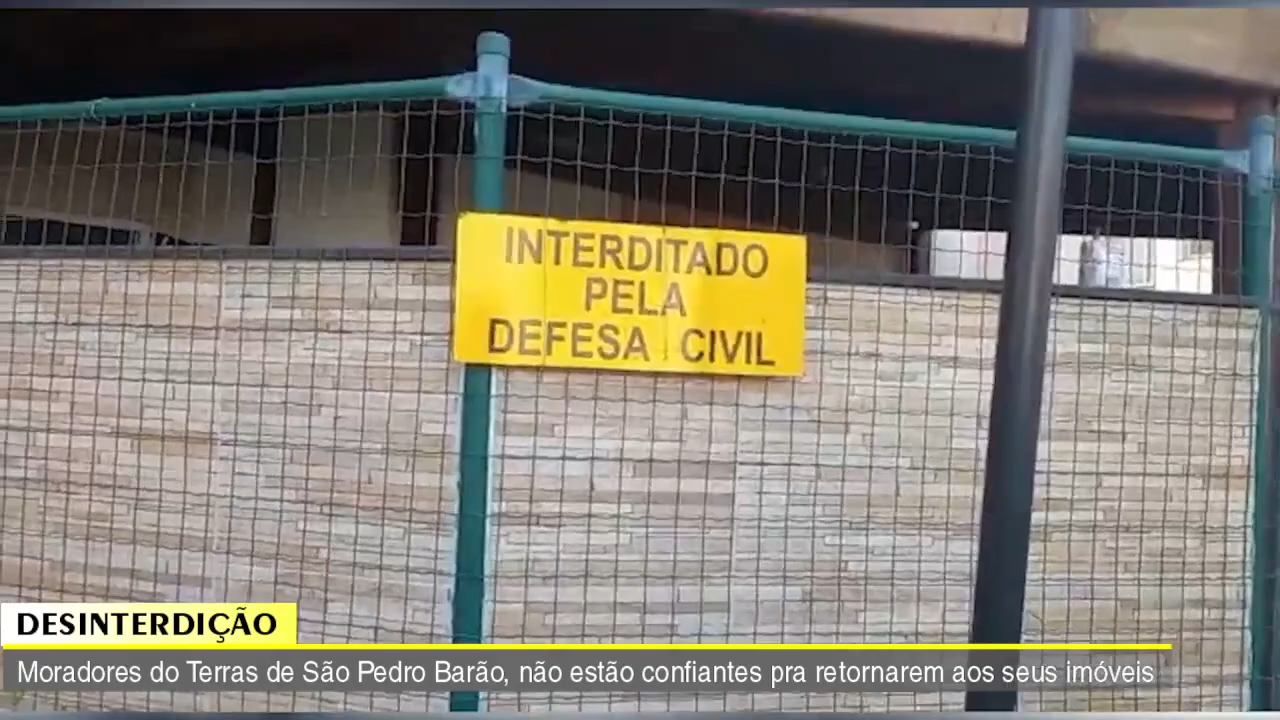 INTERDITADO
PELA
DEFESA CIVIL
DESINTERDIÇÃO
Moradores do Terras de São Pedro Barão, não estão confiantes pra retornarem aos seus imóveis